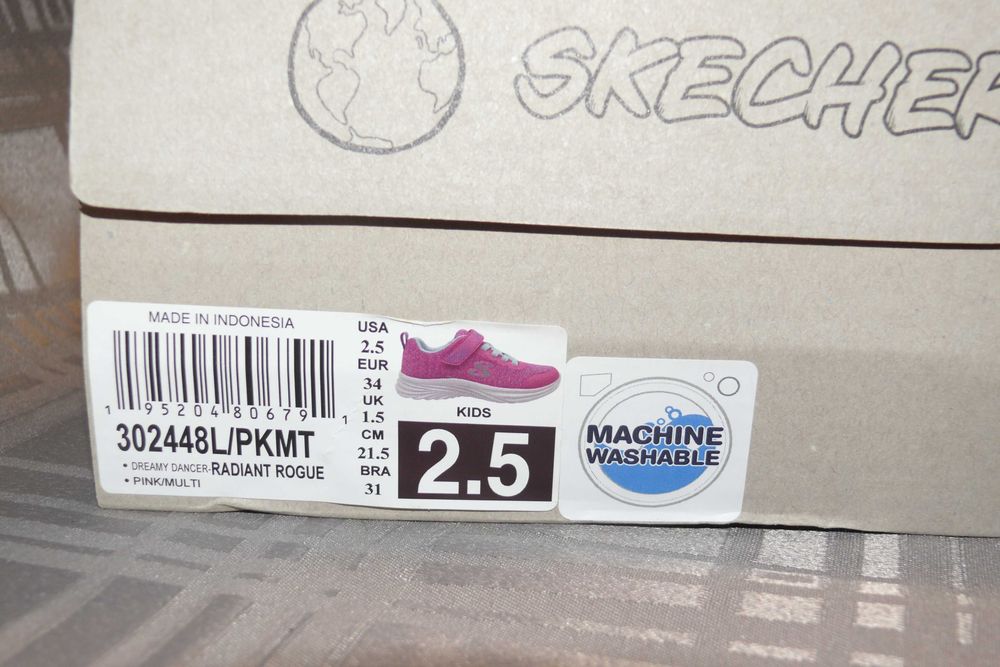 SKECHER
MADE IN INDONESIA
1 95204 80679 1
302448L/PKMT
• DREAMY DANCER-RADIANT ROGUE
• PINK/MULTI
USA
2.5
EUR
34
UK
1.5
CM
21.5
BRA
31
KIDS
2.5
MACHINE
WASHABLE